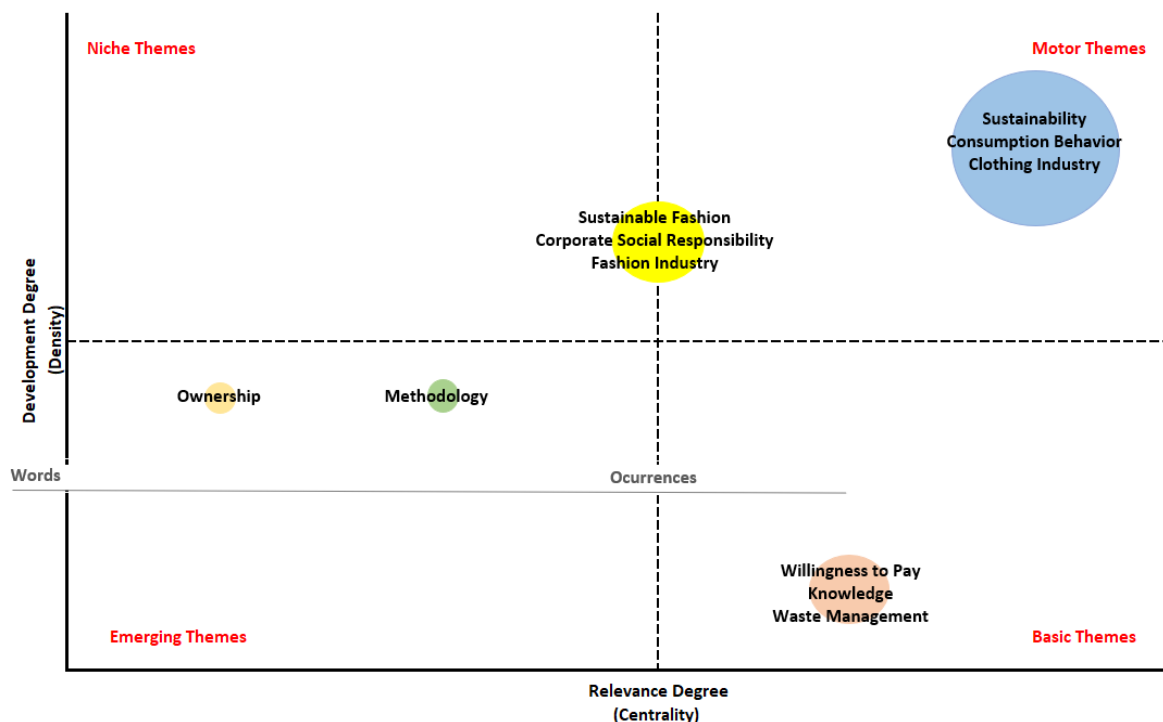 Niche Themes
Motor Themes
Sustainability
Consumption Behavior
Clothing Industry
Sustainable Fashion
Corporate Social Responsibility
Fashion Industry
Development Degree
(Density)
Ownership
Methodology
Words
Ocurrences
Willingness to Pay
Knowledge
Waste Management
Emerging Themes
Basic Themes
Relevance Degree
(Centrality)